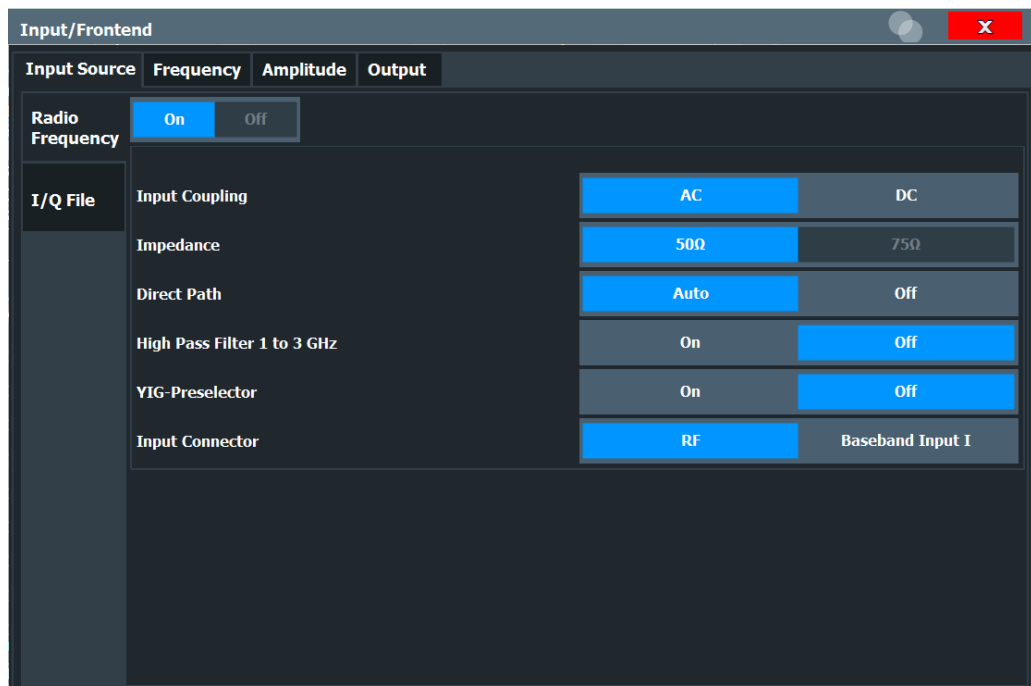 Input/Frontend X
Input Source Frequency Amplitude Output
Radio
Frequency
On Off
I/Q File
Input Coupling AC DC
Impedance 50Ω 75Ω
Direct Path Auto Off
High Pass Filter 1 to 3 GHz On Off
YIG-Preselector On Off
Input Connector RF Baseband Input I